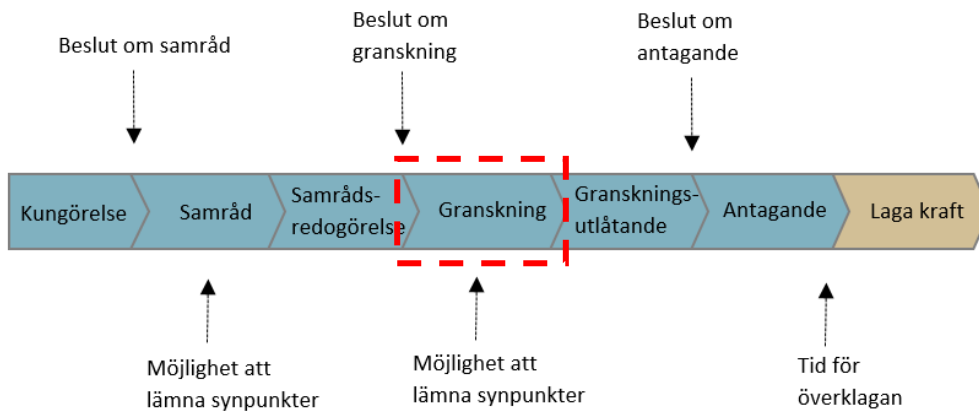 Beslut om samråd
Beslut om
granskning
Beslut om
antagande
Kungörelse
Samråd
Samråds-
redogörelse
Granskning
Gransknings-
utlåtande
Antagande
Laga kraft
Möjlighet att
lämna synpunkter
Möjlighet att
lämna synpunkter
Tid för
överklagan